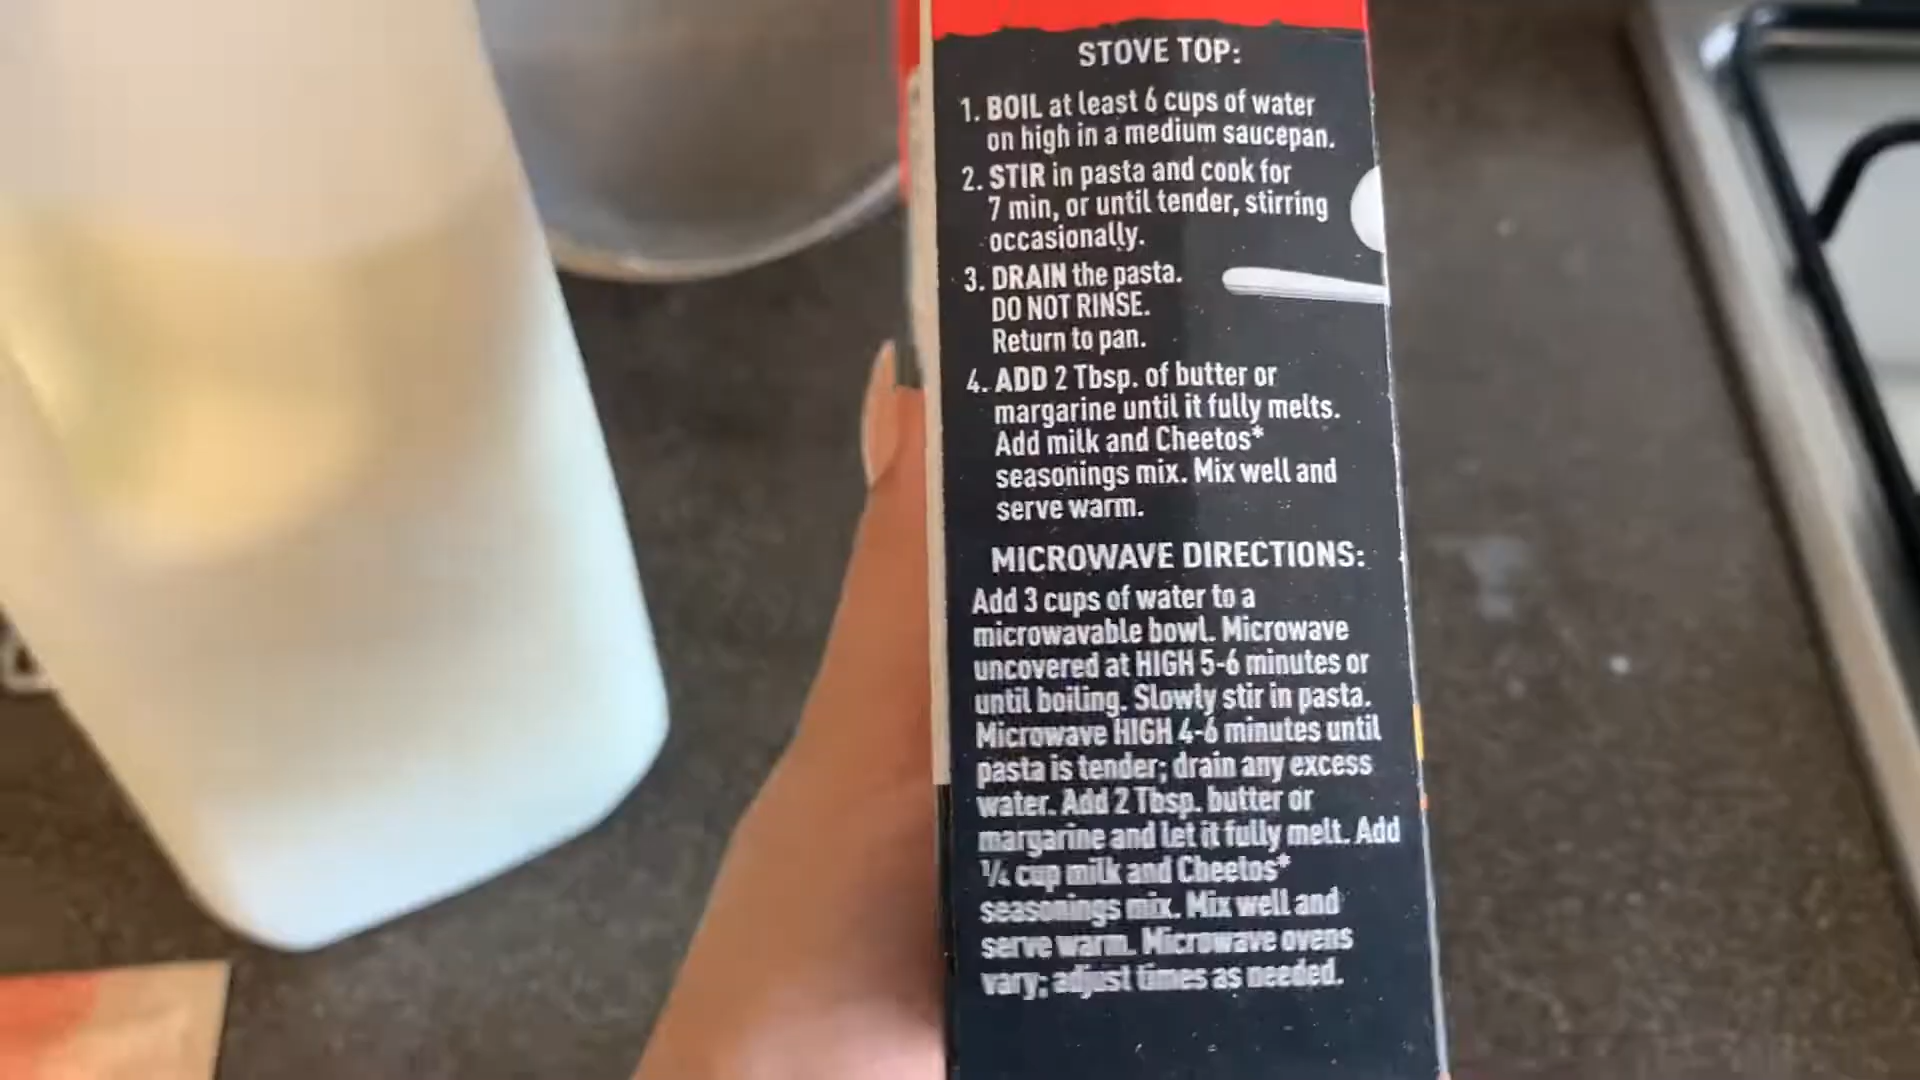 STOVE TOP:
1. BOIL at least 6 cups of water
on high in a medium saucepan.
2. STIR in pasta and cook for
7 min, or until tender, stirring
occasionally.
3. DRAIN the pasta.
DO NOT RINSE.
Return to pan.
4. ADD 2 Tbsp. of butter or
margarine until it fully melts.
Add milk and Cheetos*
seasonings mix. Mix well and
serve warm.
MICROWAVE DIRECTIONS:
Add 3 cups of water to a
microwavable bowl. Microwave
uncovered at HIGH 5-6 minutes or
until boiling. Slowly stir in pasta.
Microwave HIGH 4-6 minutes until
pasta is tender; drain any excess
water. Add 2 Tbsp. butter or
margarine and let it fully melt. Add
¼ cup milk and Cheetos*
seasonings mix. Mix well and
serve warm. Microwave ovens
vary; adjust times as needed.